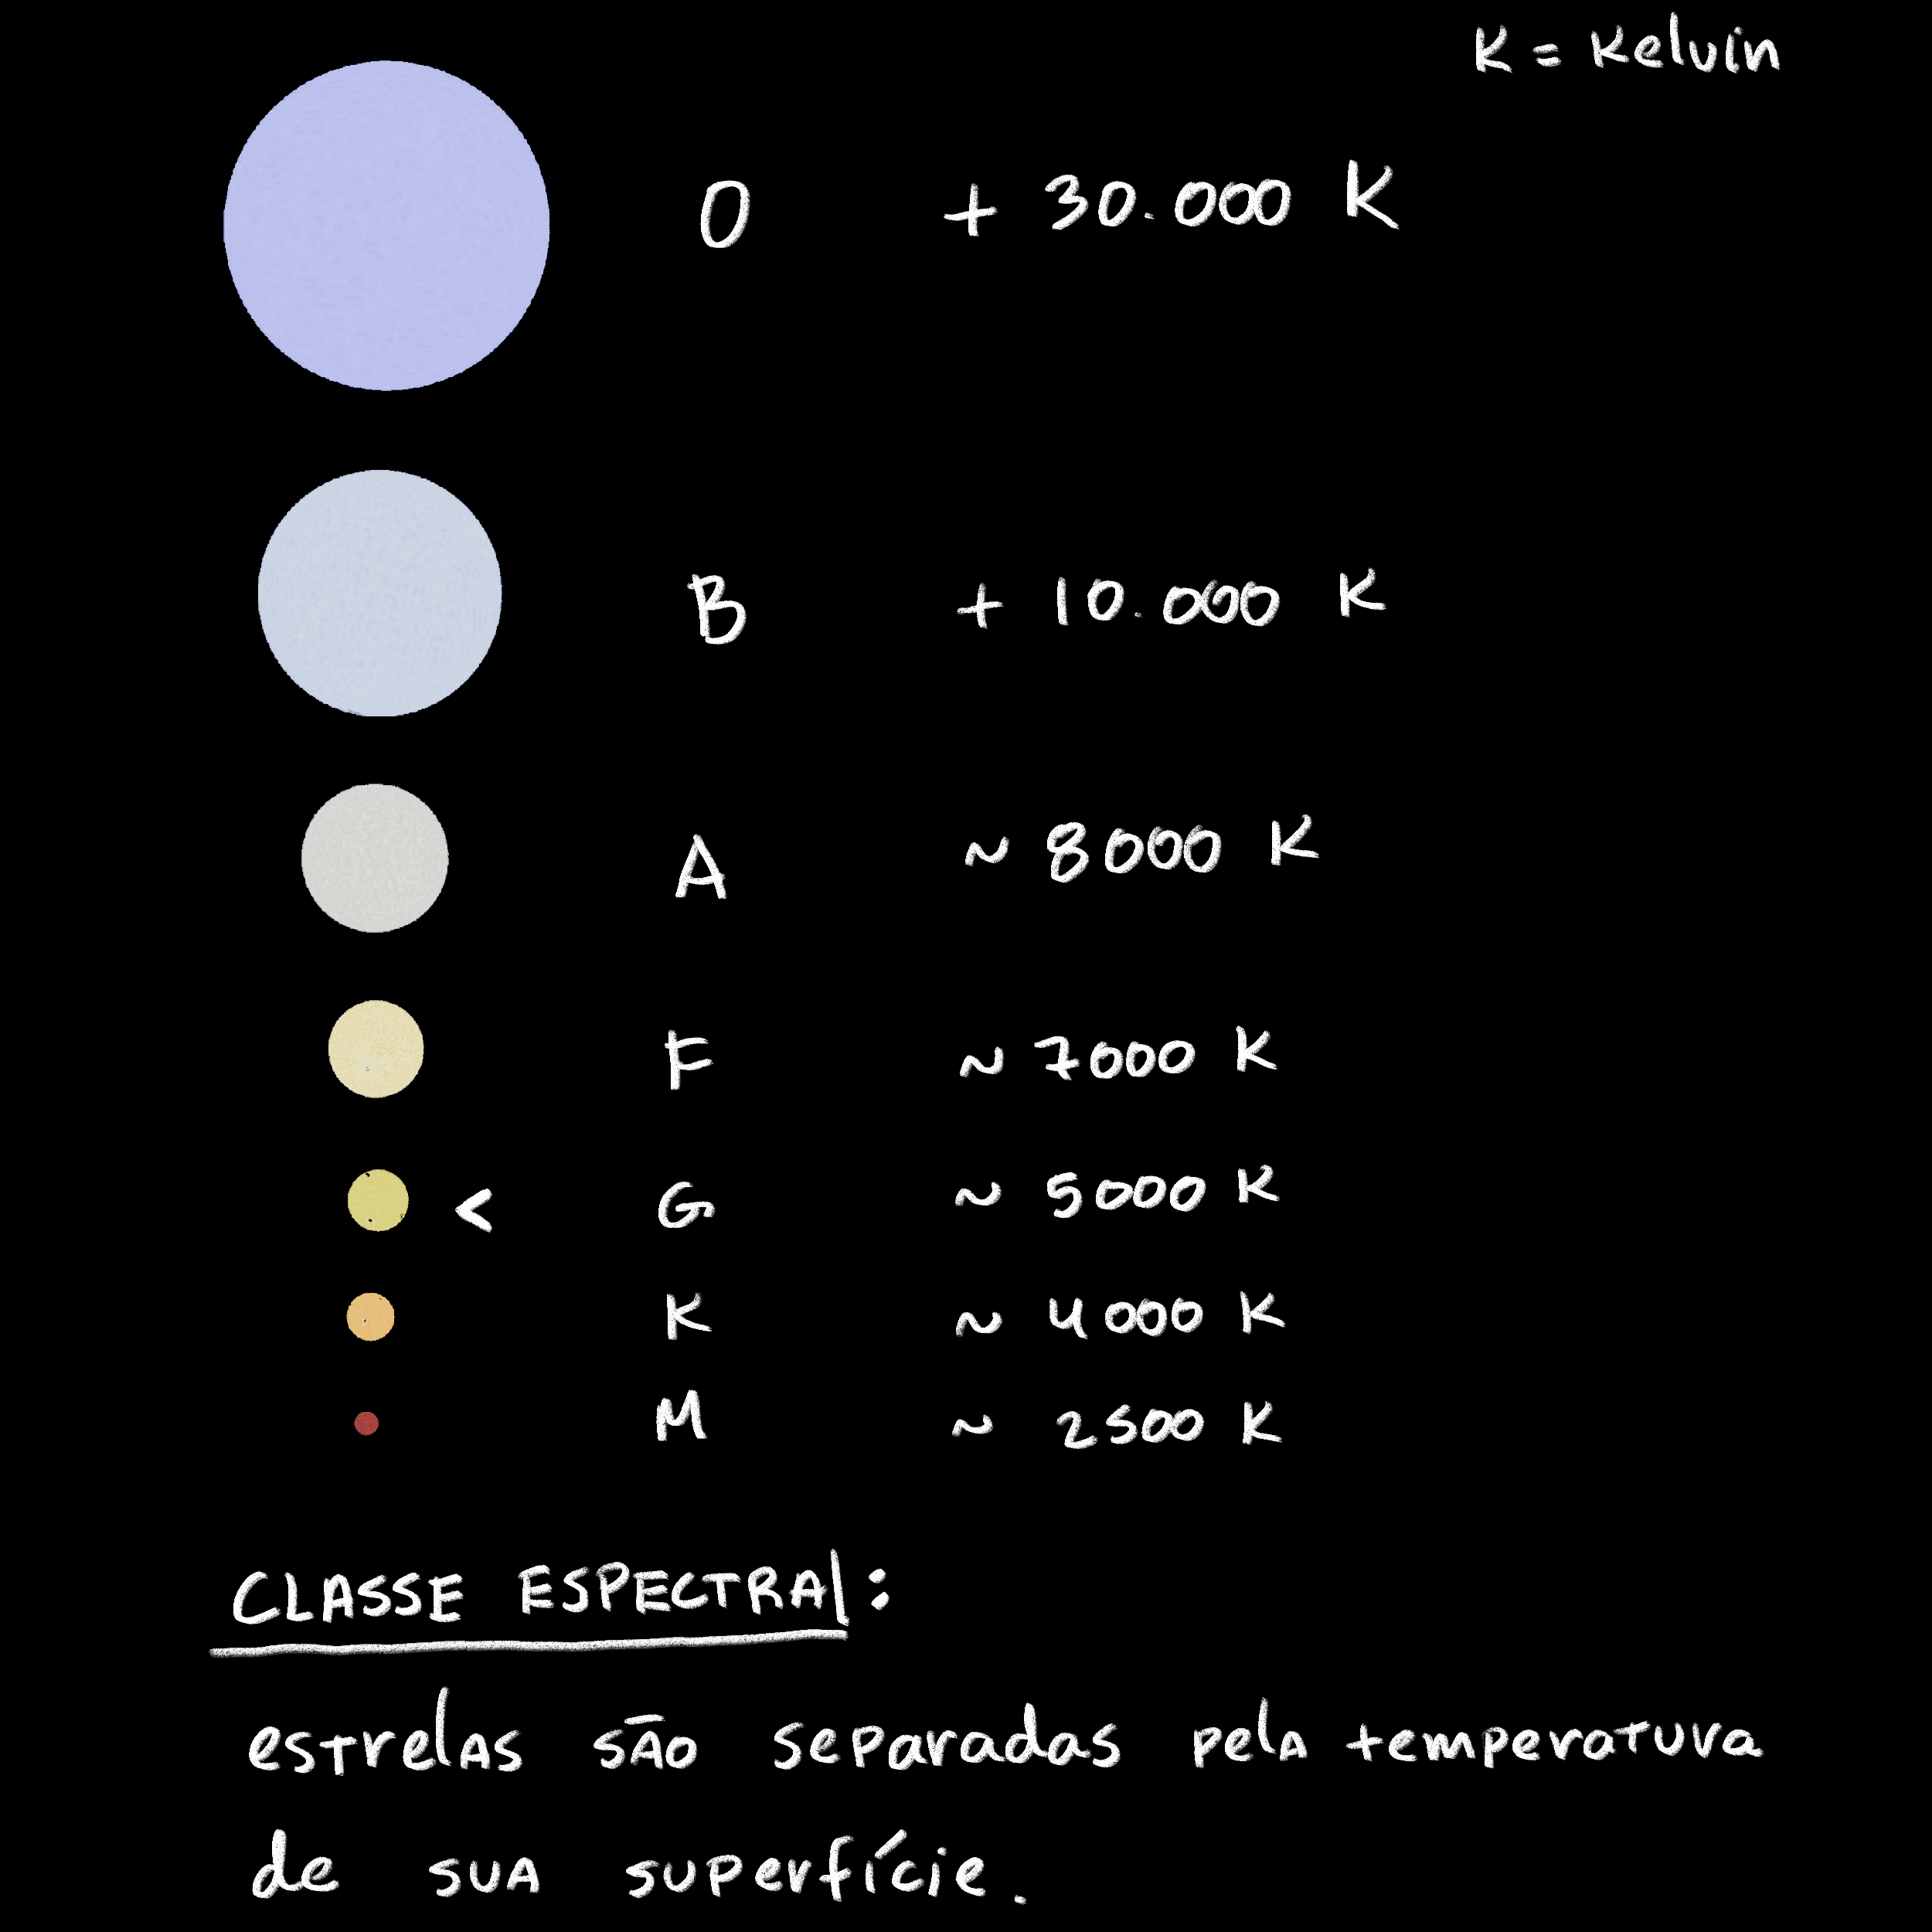 K = Kelvin
O + 30.000 K
B + 10.000 K
A ~ 8000 K
F ~ 7000 K
< G ~ 5000 K
K ~ 4000 K
M ~ 2500 K
CLASSE ESPECTRAl:
estrelAs sÃo separadas pelA temperatura
de suA superfície.